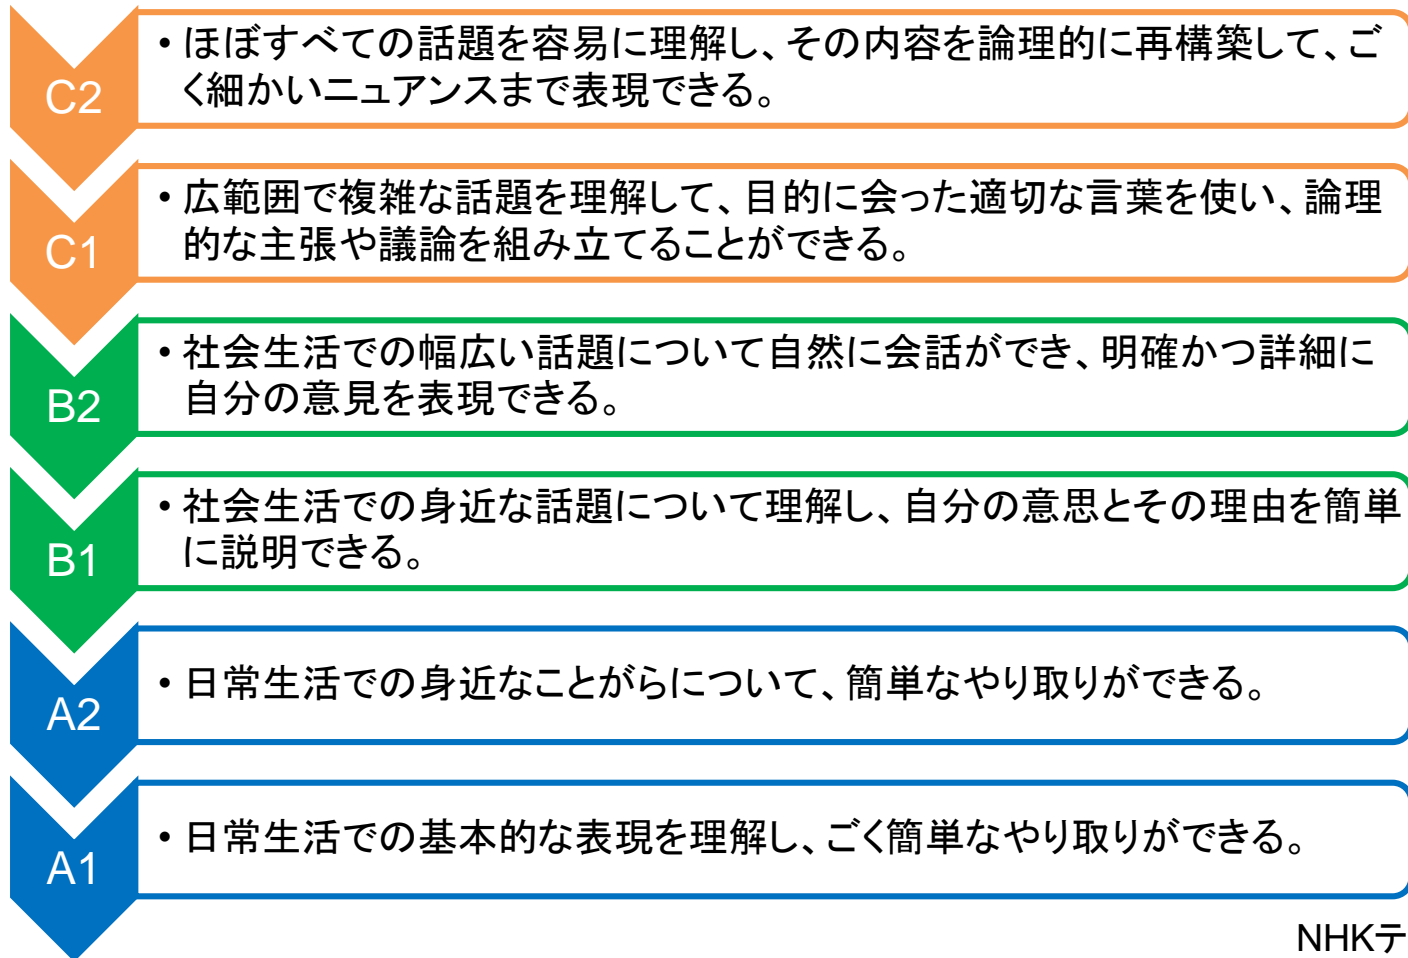 C2
• ほぼすべての話題を容易に理解し、その内容を論理的に再構築して、ご
く細かいニュアンスまで表現できる。
C1
• 広範囲で複雑な話題を理解して、目的に会った適切な言葉を使い、論理
的な主張や議論を組み立てることができる。
B2
• 社会生活での幅広い話題について自然に会話ができ、明確かつ詳細に
自分の意見を表現できる。
B1
• 社会生活での身近な話題について理解し、自分の意思とその理由を簡単
に説明できる。
A2
• 日常生活での身近なことがらについて、簡単なやり取りができる。
A1
• 日常生活での基本的な表現を理解し、ごく簡単なやり取りができる。
NHKテ